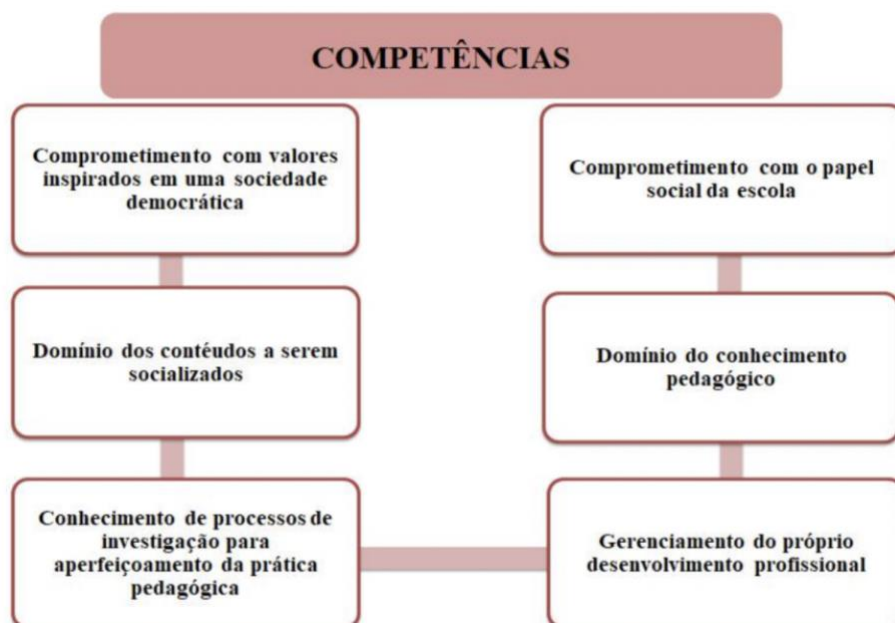 COMPETÊNCIAS
Comprometimento com valores
inspirados em uma sociedade
democrática
Domínio dos contéudos a serem
socializados
Conhecimento de processos de
investigação para
aperfeiçoamento da prática
pedagógica
Comprometimento com o papel
social da escola
Domínio do conhecimento
pedagógico
Gerenciamento do próprio
desenvolvimento profissional